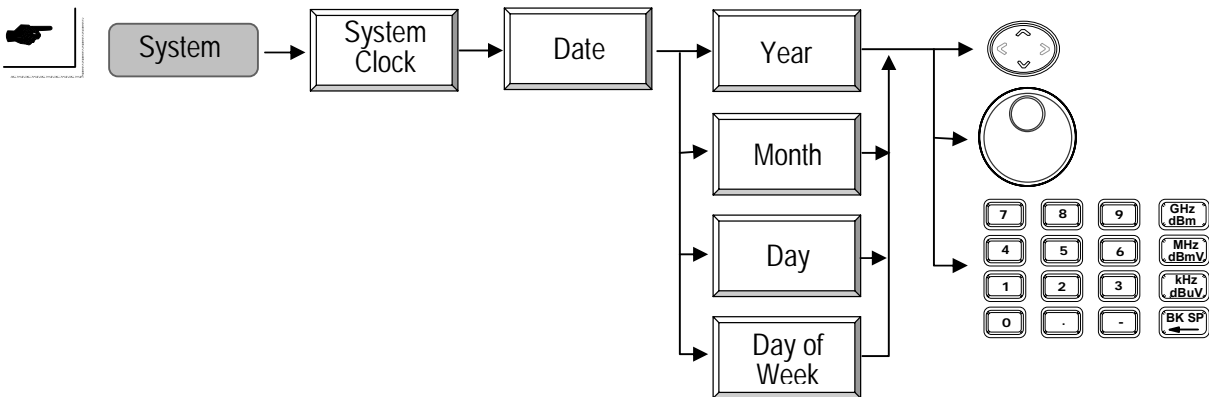 System
System
Clock
Date
Year
Month
Day
Day of
Week
7 8 9 GHz
dBm
4 5 6 MHz
dBmV
1 2 3 kHz
dBuV
0 . - BK SP